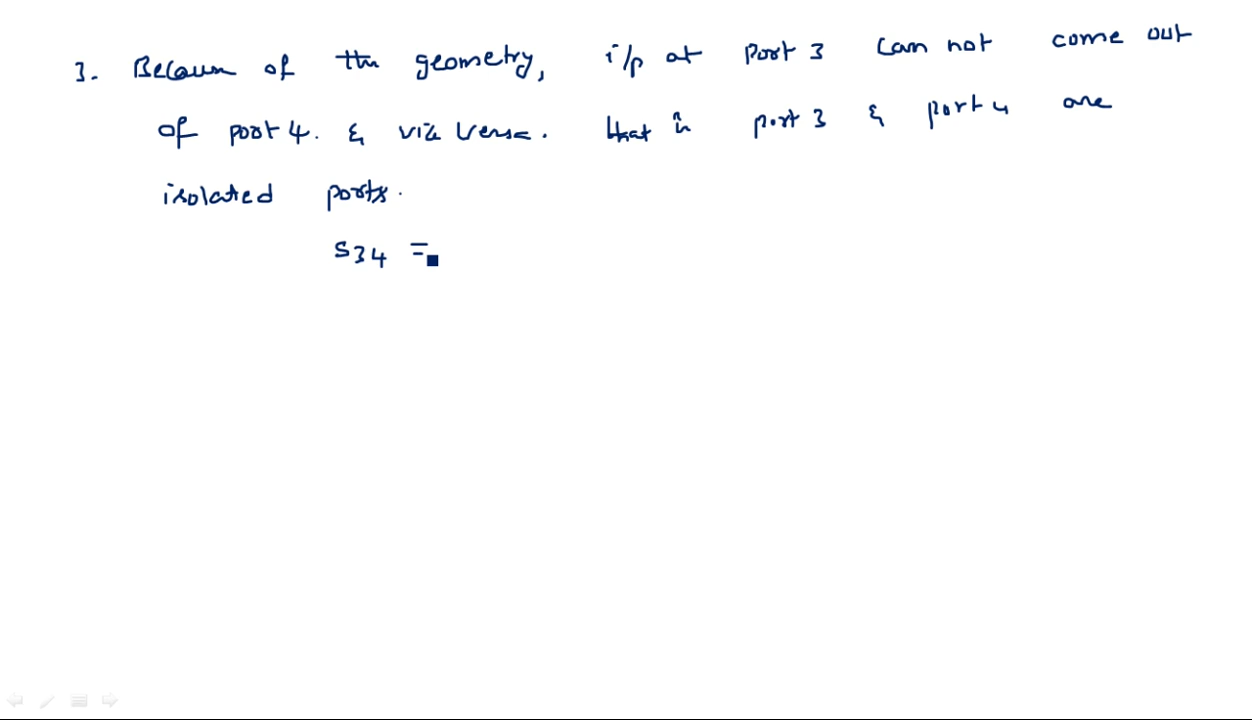 3. Because of the geometry, i/p at port 3 can not come out
of port 4. & vice versa. that is port 3 & port 4 are
isolated ports.
S34 =